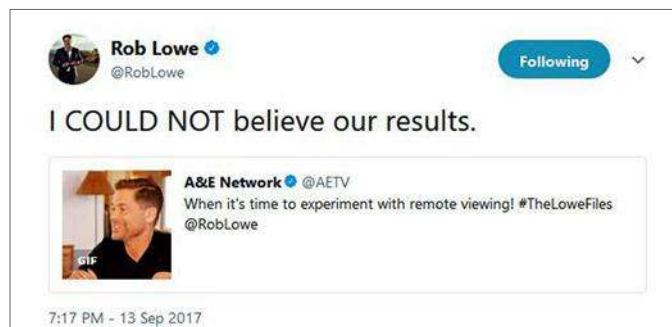 Rob Lowe
@RobLowe
Following
I COULD NOT believe our results.
A&E Network @AETV
When it's time to experiment with remote viewing! #TheLoweFiles
@RobLowe
GIF
7:17 PM - 13 Sep 2017